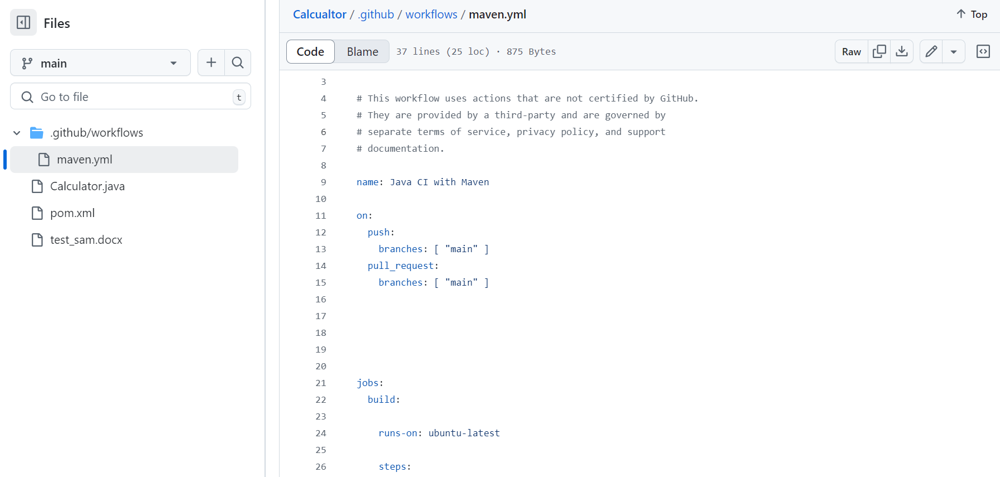 Files
main
Go to file
t
.github/workflows
maven.yml
Calculator.java
pom.xml
test_sam.docx
Calcualtor / .github / workflows / maven.yml
Top
Code
Blame
37 lines (25 loc) · 875 Bytes
Raw
3
4 # This workflow uses actions that are not certified by GitHub.
5 # They are provided by a third-party and are governed by
6 # separate terms of service, privacy policy, and support
7 # documentation.
8
9 name: Java CI with Maven
10
11 on:
12   push:
13     branches: [ "main" ]
14   pull_request:
15     branches: [ "main" ]
16
17
18
19
20
21 jobs:
22   build:
23
24     runs-on: ubuntu-latest
25
26     steps: